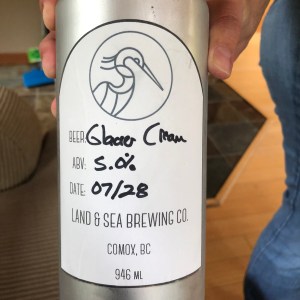 BEER: Glacier Cream
ABV: 5.0%
DATE: 07/28
LAND & SEA BREWING CO.
COMOX, BC
946 ML